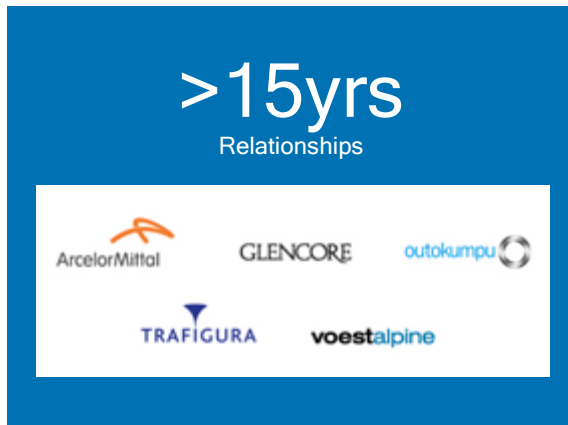 >15yrs
Relationships
ArcelorMittal
GLENCORE
outokumpu
TRAFIGURA
voestalpine